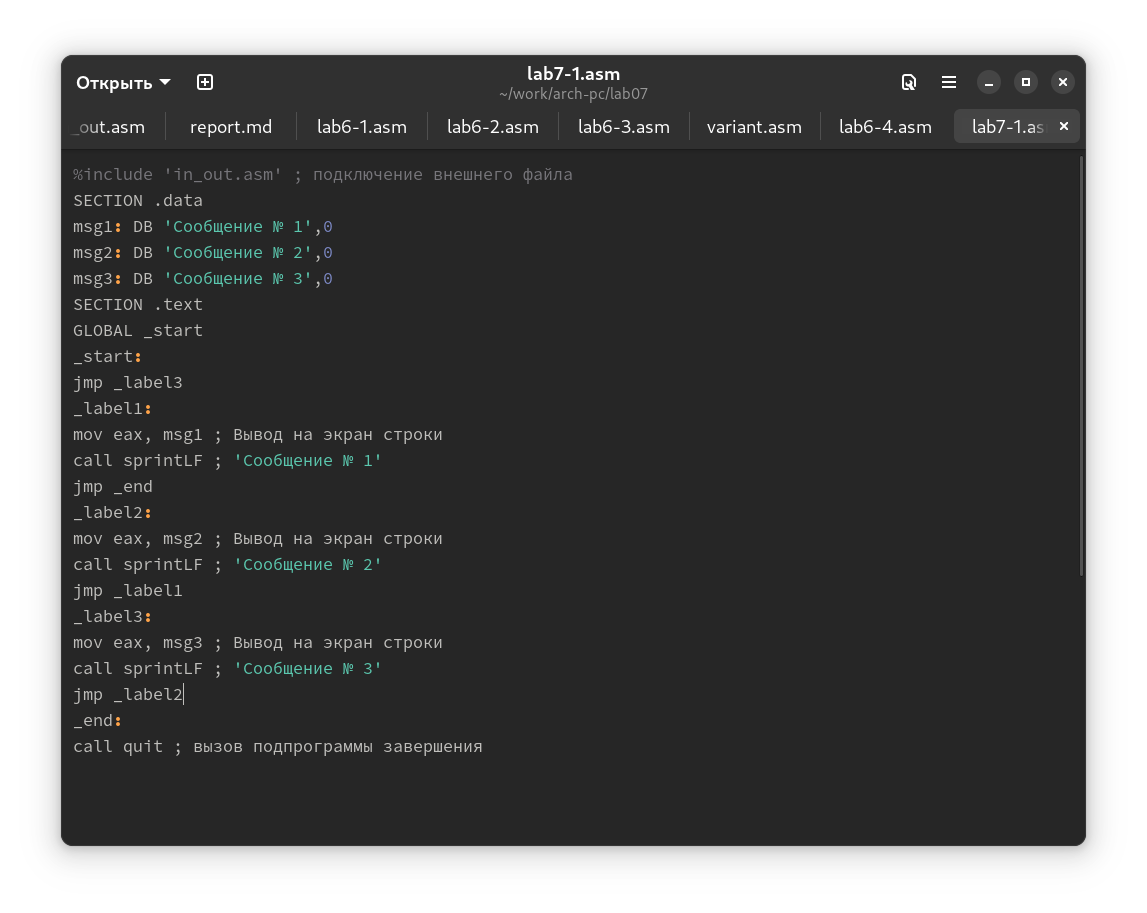 Открыть
lab7-1.asm
~/work/arch-pc/lab07
_out.asm report.md lab6-1.asm lab6-2.asm lab6-3.asm variant.asm lab6-4.asm lab7-1.as
%include 'in_out.asm' ; подключение внешнего файла
SECTION .data
msg1: DB 'Сообщение № 1',0
msg2: DB 'Сообщение № 2',0
msg3: DB 'Сообщение № 3',0
SECTION .text
GLOBAL _start
_start:
jmp _label3
_label1:
mov eax, msg1 ; Вывод на экран строки
call sprintLF ; 'Сообщение № 1'
jmp _end
_label2:
mov eax, msg2 ; Вывод на экран строки
call sprintLF ; 'Сообщение № 2'
jmp _label1
_label3:
mov eax, msg3 ; Вывод на экран строки
call sprintLF ; 'Сообщение № 3'
jmp _label2
_end:
call quit ; вызов подпрограммы завершения